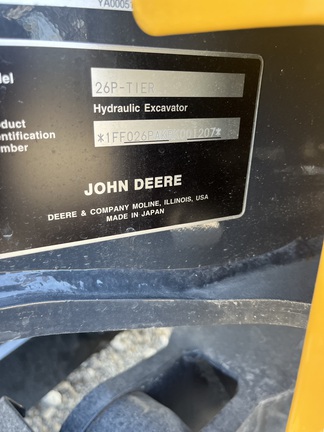 YA0005
del
26P-TIER
Hydraulic Excavator
oduct
entification
mber
JOHN DEERE
DEERE & COMPANY MOLINE, ILLINOIS, USA
MADE IN JAPAN